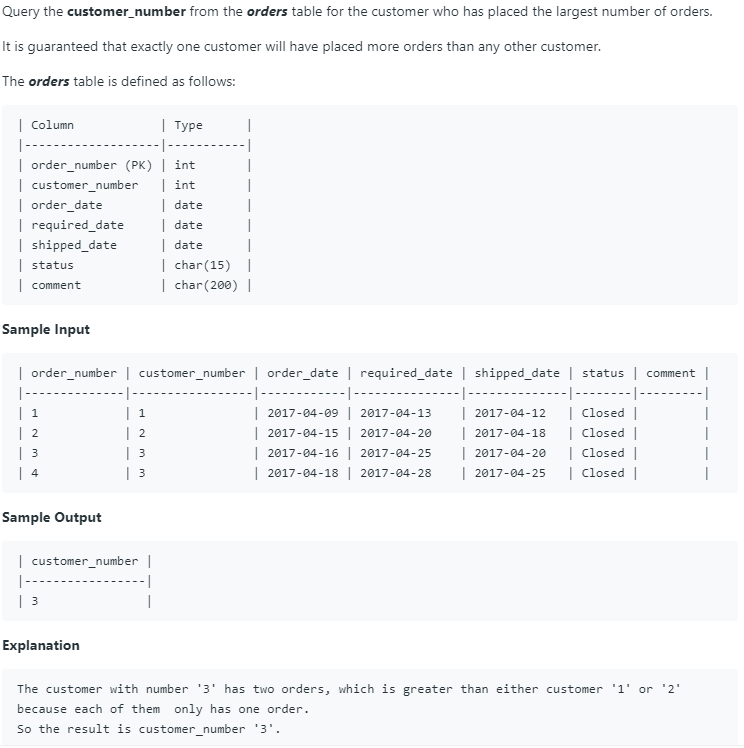 Query the customer_number from the orders table for the customer who has placed the largest number of orders.
It is guaranteed that exactly one customer will have placed more orders than any other customer.
The orders table is defined as follows:
| Column            | Type      |
|-------------------|-----------|
| order_number (PK) | int       |
| customer_number   | int       |
| order_date        | date      |
| required_date     | date      |
| shipped_date      | date      |
| status            | char(15)  |
| comment           | char(200) |
Sample Input
| order_number | customer_number | order_date | required_date | shipped_date | status | comment |
|--------------|-----------------|------------|---------------|--------------|--------|---------|
| 1            | 1               | 2017-04-09 | 2017-04-13    | 2017-04-12   | Closed |         |
| 2            | 2               | 2017-04-15 | 2017-04-20    | 2017-04-18   | Closed |         |
| 3            | 3               | 2017-04-16 | 2017-04-25    | 2017-04-20   | Closed |         |
| 4            | 3               | 2017-04-18 | 2017-04-28    | 2017-04-25   | Closed |         |
Sample Output
| customer_number |
|-----------------|
| 3               |
Explanation
The customer with number '3' has two orders, which is greater than either customer '1' or '2'
because each of them  only has one order.
So the result is customer_number '3'.